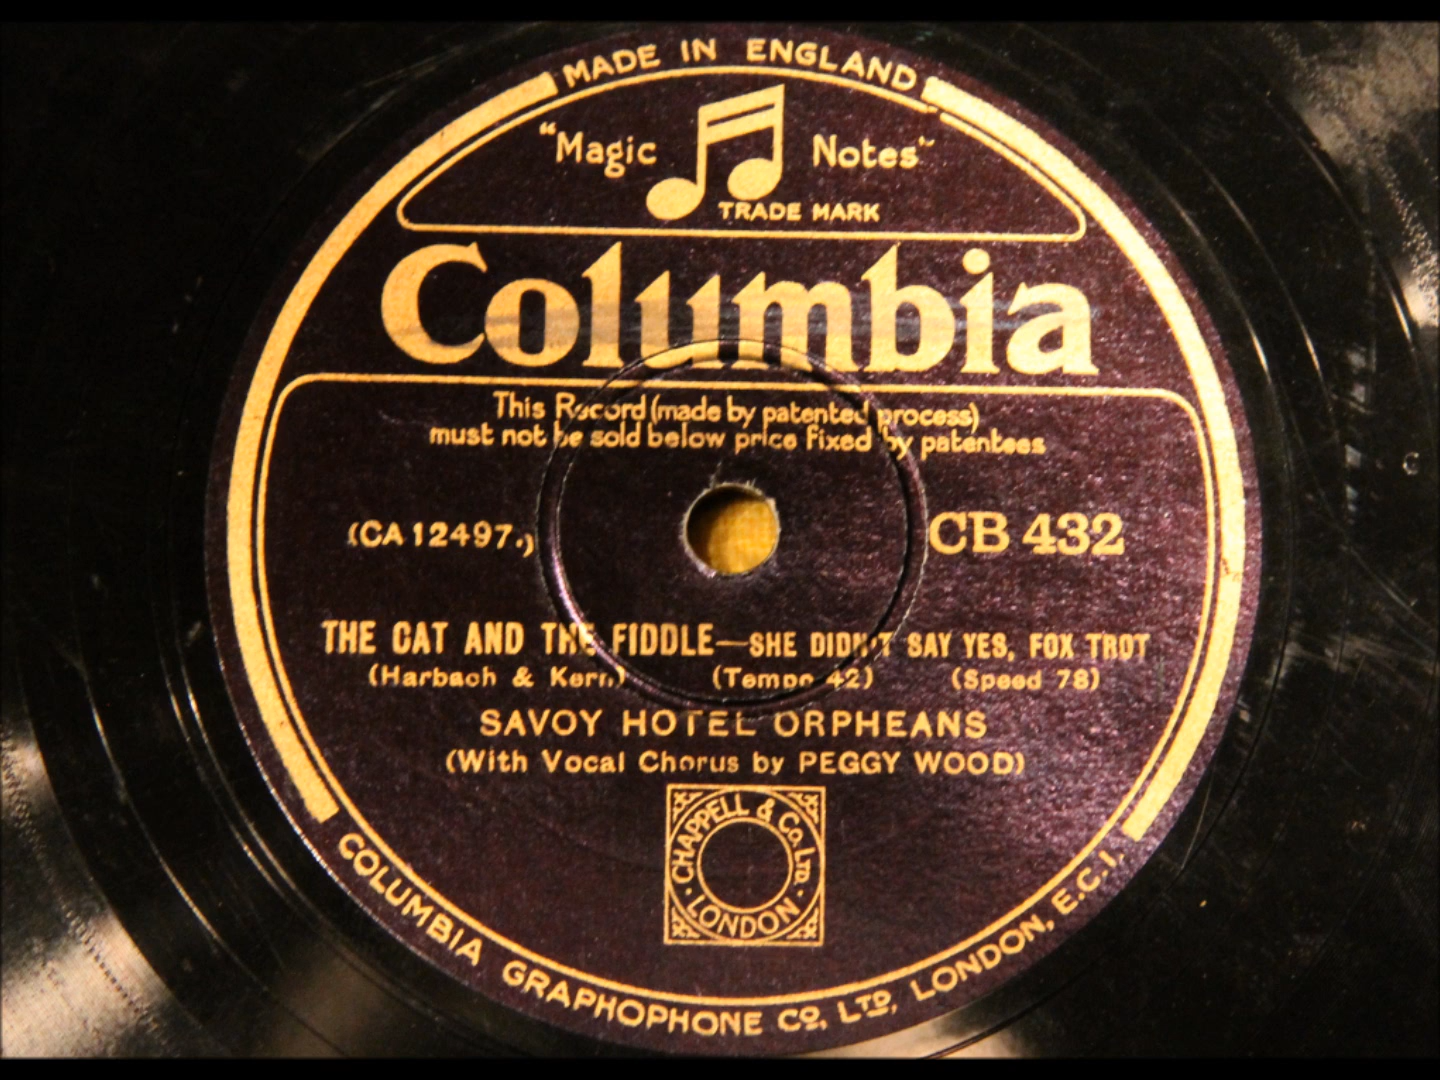 MADE IN ENGLAND
"Magic Notes"
TRADE MARK
Columbia
This Record (made by patented process)
must not be sold below price fixed by patentees
(CA 12497.) CB 432
THE CAT AND THE FIDDLE—SHE DIDN'T SAY YES, FOX TROT
(Harbach & Kern) (Tempo 42) (Speed 78)
SAVOY HOTEL ORPHEANS
(With Vocal Chorus by PEGGY WOOD)
CHAPPELL & Co. LTD.
LONDON
COLUMBIA GRAPHOPHONE Co, LTD, LONDON, E.C.1.